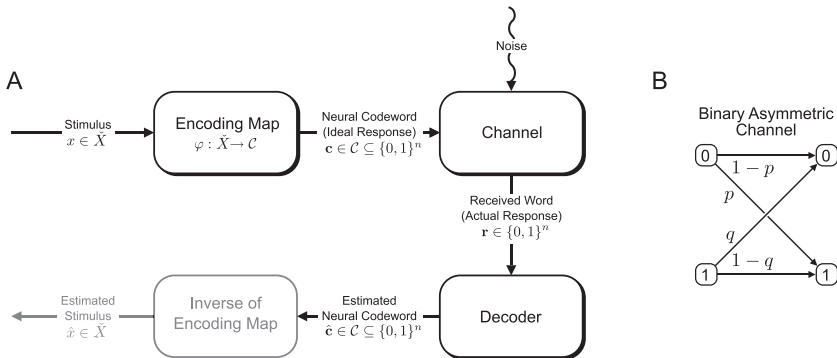 Noise
A
B
Stimulus
x ∈ X̌
Encoding Map
φ : X̌ → 𝒞
Neural Codeword
(Ideal Response)
c ∈ 𝒞 ⊆ {0, 1}ⁿ
Channel
Binary Asymmetric
Channel
0
0
1 − p
p
q
1 − q
1
1
Received Word
(Actual Response)
r ∈ {0, 1}ⁿ
Estimated
Stimulus
x̂ ∈ X̌
Inverse of
Encoding Map
Estimated
Neural Codeword
ĉ ∈ 𝒞 ⊆ {0, 1}ⁿ
Decoder